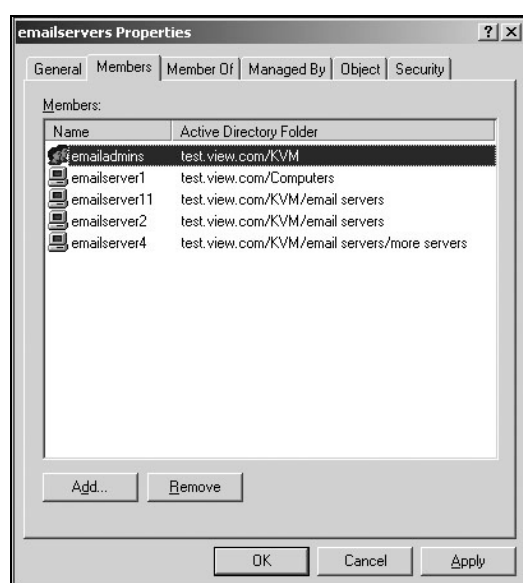 emailservers Properties ? ×
General Members Member Of Managed By Object Security
Members:
Name Active Directory Folder
emailadmins test.view.com/KVM
emailserver1 test.view.com/Computers
emailserver11 test.view.com/KVM/email servers
emailserver2 test.view.com/KVM/email servers
emailserver4 test.view.com/KVM/email servers/more servers
Add... Remove
OK Cancel Apply